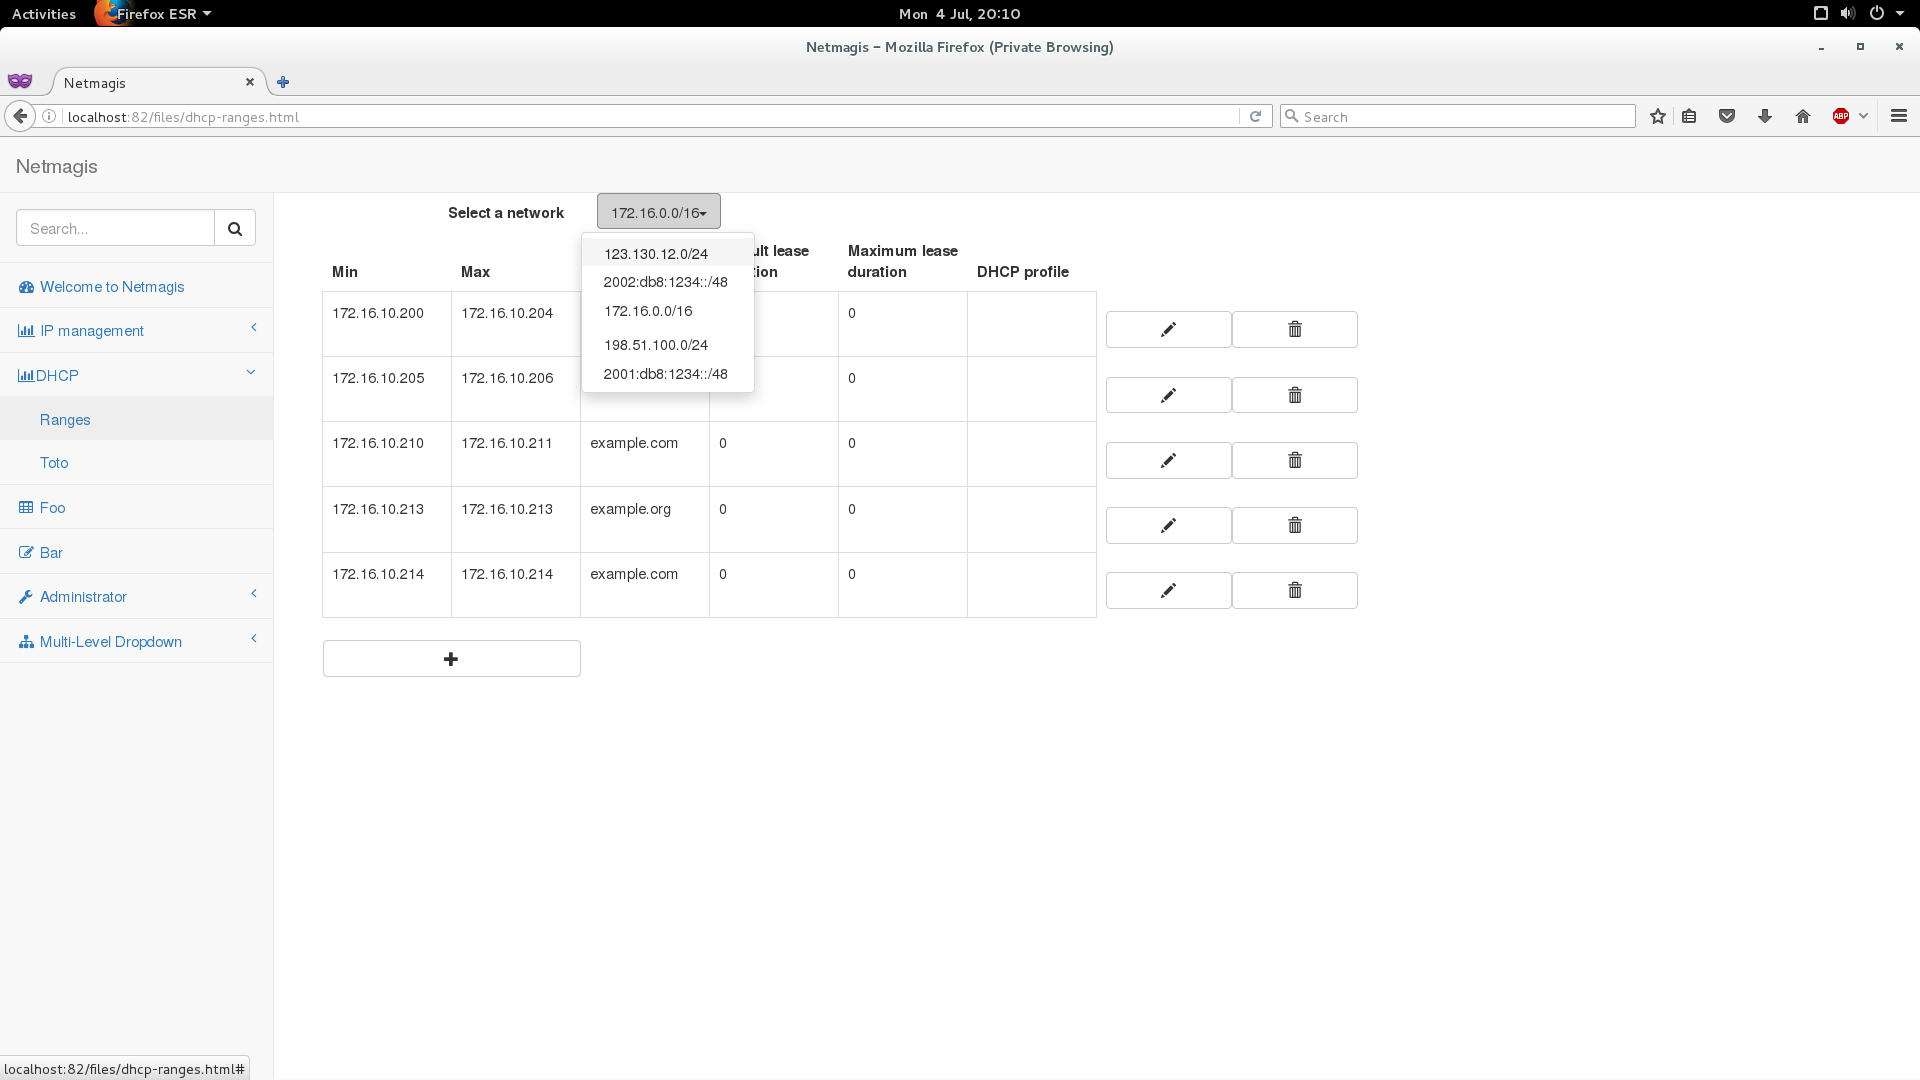 Activities Firefox ESR Mon 4 Jul, 20:10
Netmagis – Mozilla Firefox (Private Browsing)
Netmagis
localhost:82/files/dhcp-ranges.html Search ABP
Netmagis
Search...
Welcome to Netmagis
IP management
DHCP
Ranges
Toto
Foo
Bar
Administrator
Multi-Level Dropdown
Select a network 172.16.0.0/16
123.130.12.0/24
2002:db8:1234::/48
172.16.0.0/16
198.51.100.0/24
2001:db8:1234::/48
ult lease Maximum lease
Min Max tion duration DHCP profile
172.16.10.200 172.16.10.204 0
172.16.10.205 172.16.10.206 0
172.16.10.210 172.16.10.211 example.com 0 0
172.16.10.213 172.16.10.213 example.org 0 0
172.16.10.214 172.16.10.214 example.com 0 0
localhost:82/files/dhcp-ranges.html#